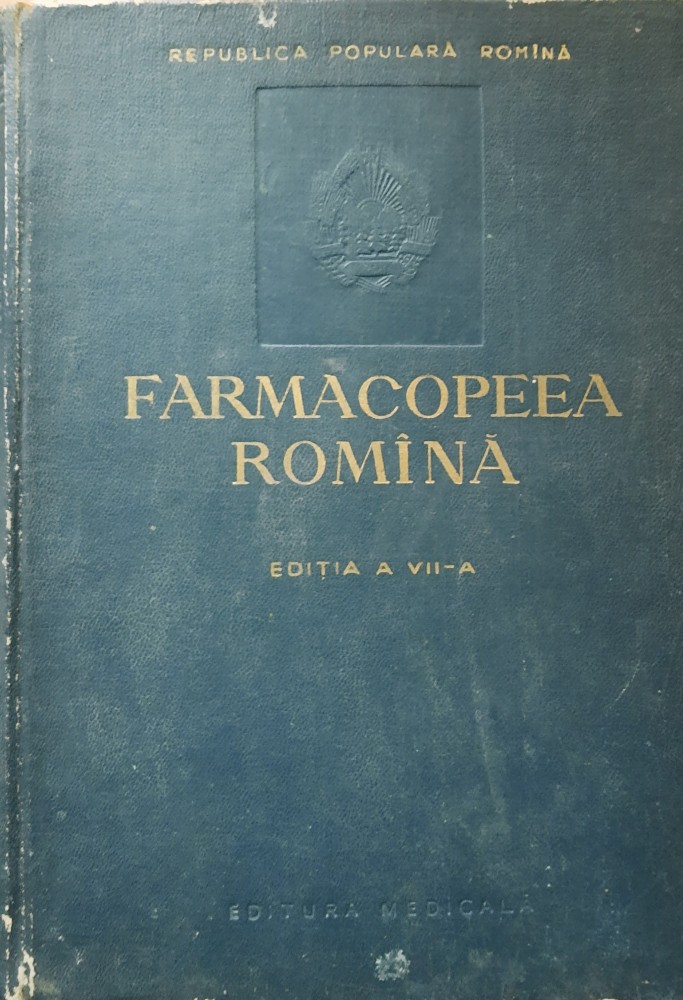 REPUBLICA POPULARĂ ROMÎNĂ
FARMACOPEEA
ROMÎNĂ
EDIȚIA A VII-A
EDITURA MEDICALĂ